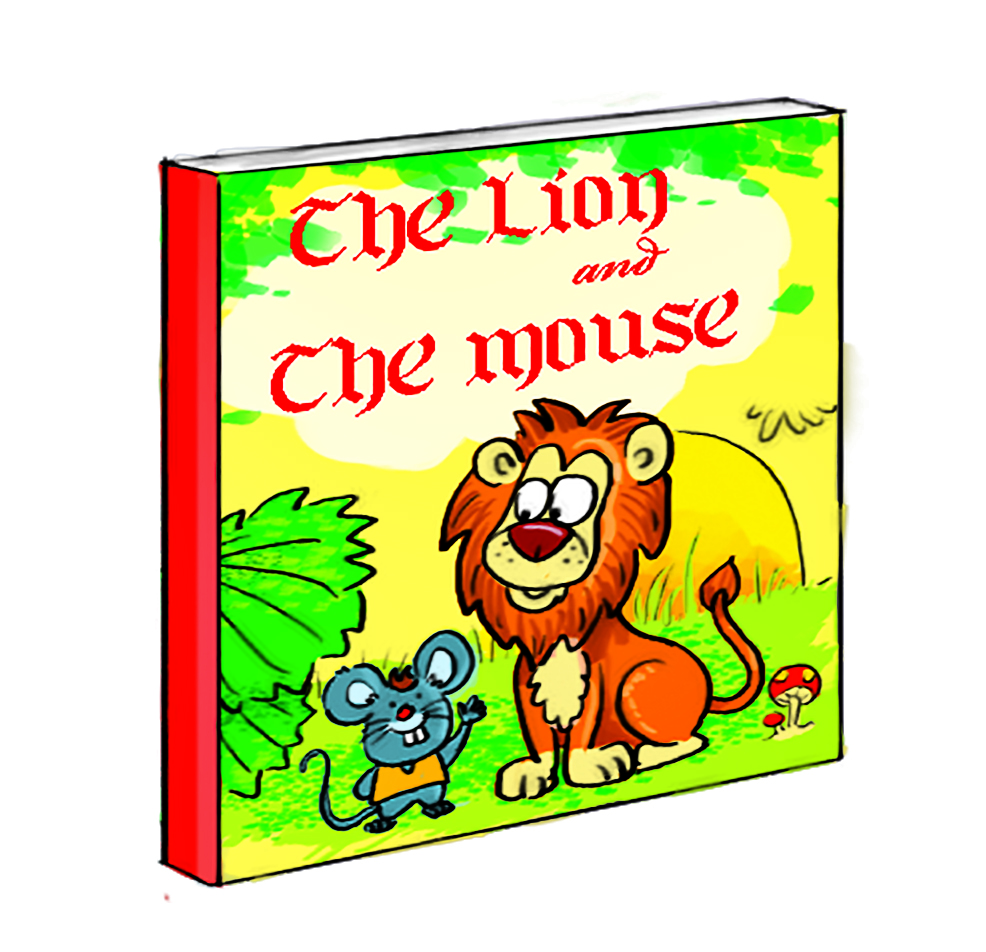 The Lion
and
The mouse